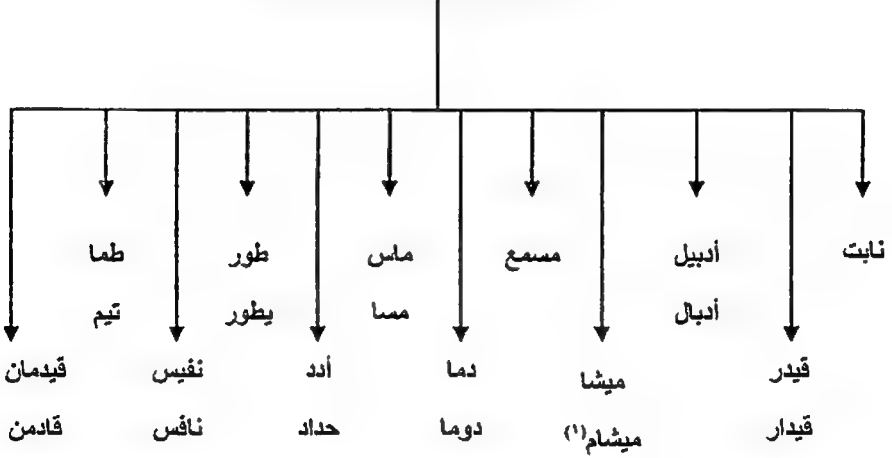 نابت
أدبيل
مسمع
ماس
طور
طما
أدبال
مسا
يطور
تيم
قيدر
ميشا
دما
أدد
نفيس
قيدمان
قيدار
ميشام(١)
دوما
حداد
نافس
قادمن